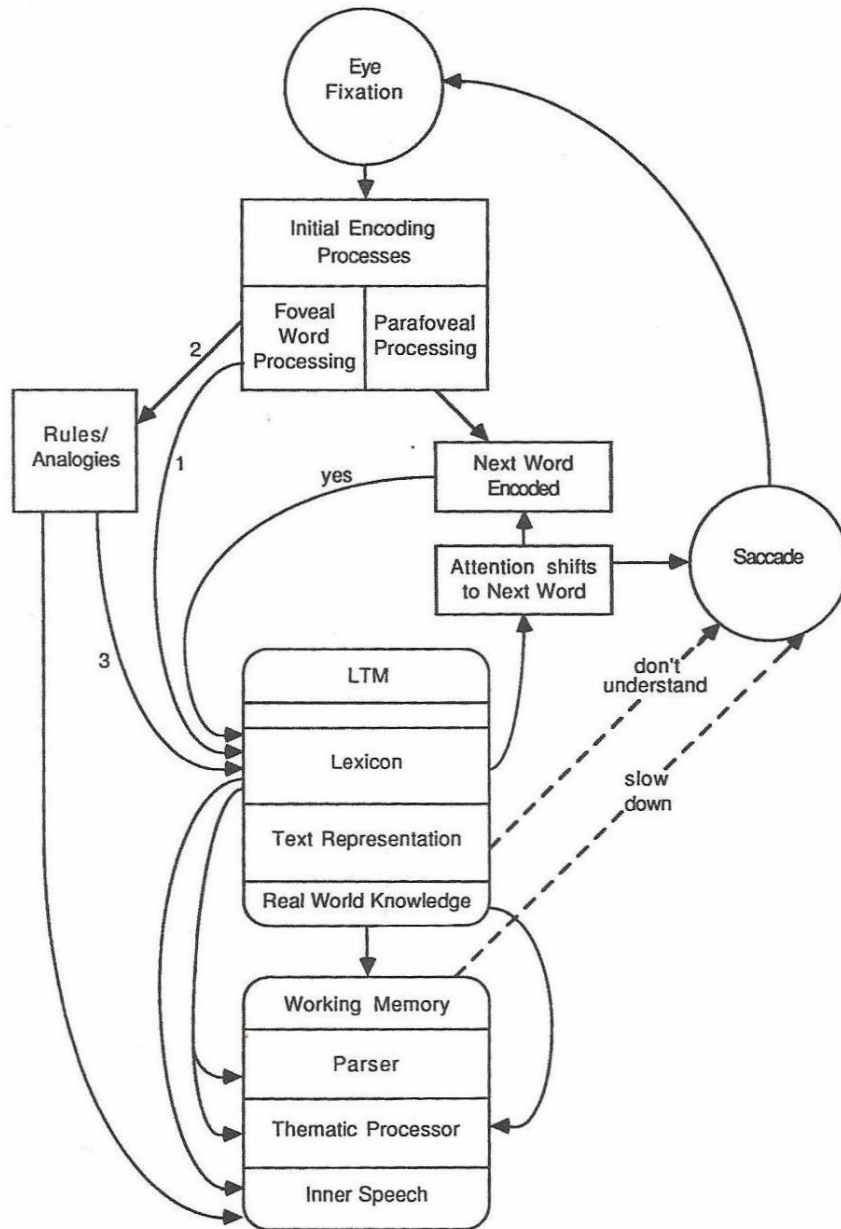 Eye
Fixation
Initial Encoding
Processes
Foveal
Word
Processing
Parafoveal
Processing
2
Rules/
Analogies
1
yes
Next Word
Encoded
Attention shifts
to Next Word
Saccade
3
LTM
don't
understand
Lexicon
slow
down
Text Representation
Real World Knowledge
Working Memory
Parser
Thematic Processor
Inner Speech